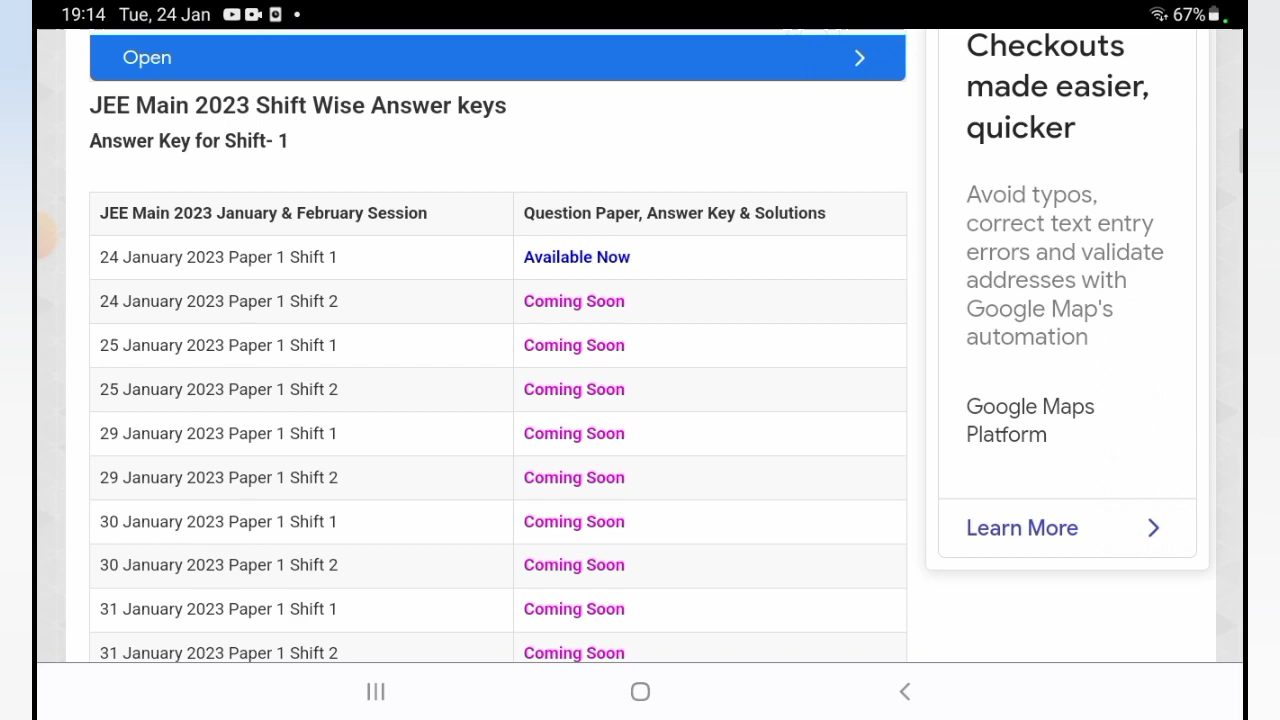 19:14 Tue, 24 Jan
67%
Open
JEE Main 2023 Shift Wise Answer keys
Answer Key for Shift- 1
JEE Main 2023 January & February Session Question Paper, Answer Key & Solutions
24 January 2023 Paper 1 Shift 1 Available Now
24 January 2023 Paper 1 Shift 2 Coming Soon
25 January 2023 Paper 1 Shift 1 Coming Soon
25 January 2023 Paper 1 Shift 2 Coming Soon
29 January 2023 Paper 1 Shift 1 Coming Soon
29 January 2023 Paper 1 Shift 2 Coming Soon
30 January 2023 Paper 1 Shift 1 Coming Soon
30 January 2023 Paper 1 Shift 2 Coming Soon
31 January 2023 Paper 1 Shift 1 Coming Soon
31 January 2023 Paper 1 Shift 2 Coming Soon
Checkouts
made easier,
quicker
Avoid typos,
correct text entry
errors and validate
addresses with
Google Map's
automation
Google Maps
Platform
Learn More